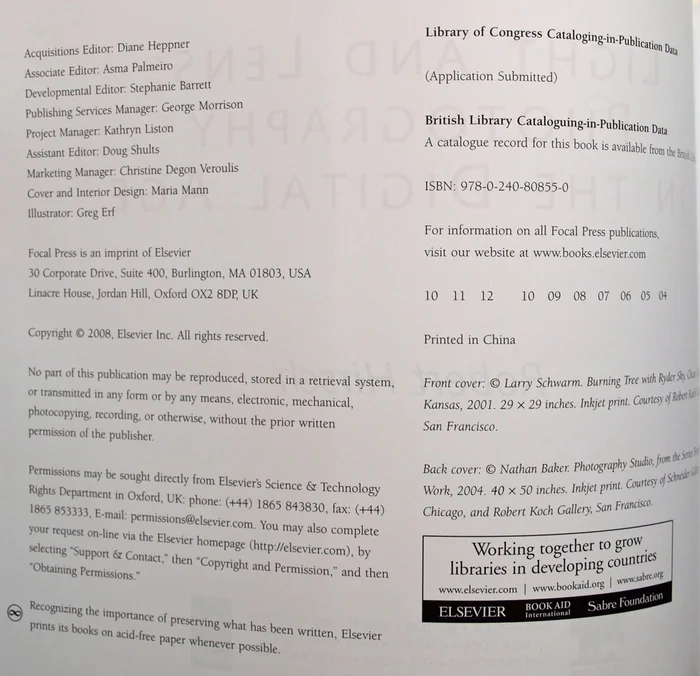 Acquisitions Editor: Diane Heppner
Associate Editor: Asma Palmeiro
Developmental Editor: Stephanie Barrett
Publishing Services Manager: George Morrison
Project Manager: Kathryn Liston
Assistant Editor: Doug Shults
Marketing Manager: Christine Degon Veroulis
Cover and Interior Design: Maria Mann
Illustrator: Greg Erf
Focal Press is an imprint of Elsevier
30 Corporate Drive, Suite 400, Burlington, MA 01803, USA
Linacre House, Jordan Hill, Oxford OX2 8DP, UK
Copyright © 2008, Elsevier Inc. All rights reserved.
No part of this publication may be reproduced, stored in a retrieval system,
or transmitted in any form or by any means, electronic, mechanical,
photocopying, recording, or otherwise, without the prior written
permission of the publisher.
Permissions may be sought directly from Elsevier's Science & Technology
Rights Department in Oxford, UK: phone: (+44) 1865 843830, fax: (+44)
1865 853333, E-mail: permissions@elsevier.com. You may also complete
your request on-line via the Elsevier homepage (http://elsevier.com), by
selecting "Support & Contact," then "Copyright and Permission," and then
"Obtaining Permissions."
Recognizing the importance of preserving what has been written, Elsevier
prints its books on acid-free paper whenever possible.
Library of Congress Cataloging-in-Publication Data
(Application Submitted)
British Library Cataloguing-in-Publication Data
A catalogue record for this book is available from the British
ISBN: 978-0-240-80855-0
For information on all Focal Press publications,
visit our website at www.books.elsevier.com
10 11 12 10 09 08 07 06 05 04
Printed in China
Front cover: © Larry Schwarm. Burning Tree with Ryder Sky,
Kansas, 2001. 29 × 29 inches. Inkjet print. Courtesy of Robert Koch
San Francisco.
Back cover: © Nathan Baker. Photography Studio, from the Series
Work, 2004. 40 × 50 inches. Inkjet print. Courtesy of Schneider
Chicago, and Robert Koch Gallery, San Francisco.
Working together to grow
libraries in developing countries
www.elsevier.com | www.bookaid.org | www.sabre.org
ELSEVIER BOOK AID International Sabre Foundation